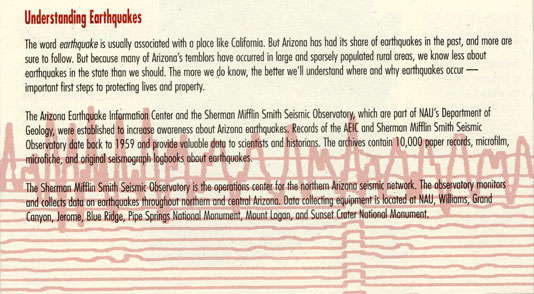 Understanding Earthquakes
The word earthquake is usually associated with a place like California. But Arizona has had its share of earthquakes in the past, and more are
sure to follow. But because many of Arizona's temblors have occurred in large and sparsely populated rural areas, we know less about
earthquakes in the state than we should. The more we do know, the better we'll understand where and why earthquakes occur —
important first steps to protecting lives and property.
The Arizona Earthquake Information Center and the Sherman Mifflin Smith Seismic Observatory, which are part of NAU's Department of
Geology, were established to increase awareness about Arizona earthquakes. Records of the AEIC and Sherman Mifflin Smith Seismic
Observatory date back to 1959 and provide valuable data to scientists and historians. The archives contain 10,000 paper records, microfilm,
microfiche, and original seismograph logbooks about earthquakes.
The Sherman Mifflin Smith Seismic Observatory is the operations center for the northern Arizona seismic network. The observatory monitors
and collects data on earthquakes throughout northern and central Arizona. Data collecting equipment is located at NAU, Williams, Grand
Canyon, Jerome, Blue Ridge, Pipe Springs National Monument, Mount Logan, and Sunset Crater National Monument.